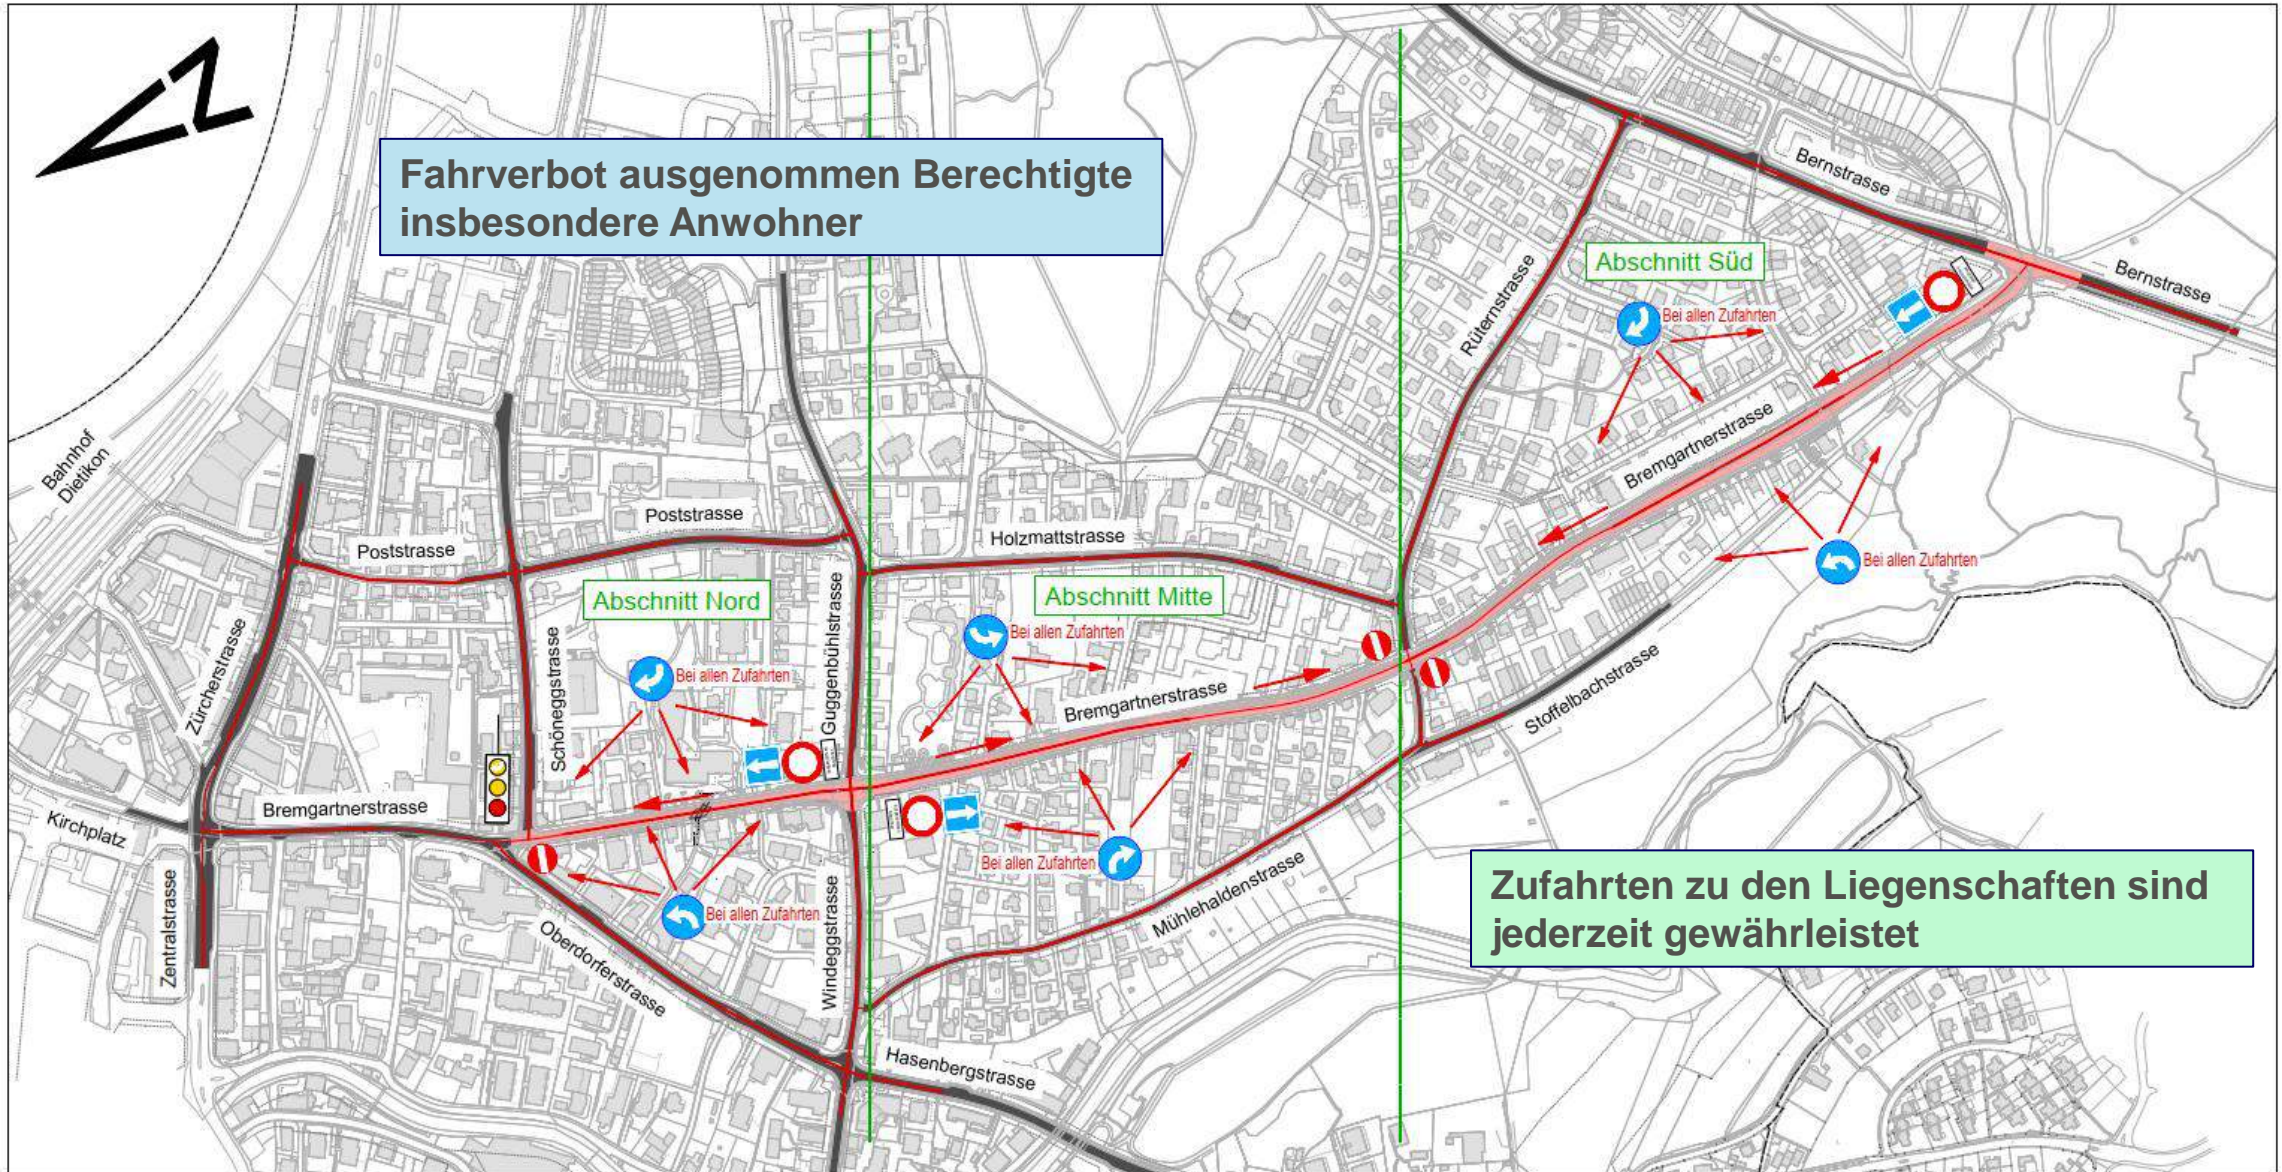 Fahrverbot ausgenommen Berechtigte
insbesondere Anwohner
Bernstrasse
Abschnitt Süd
Bernstrasse
Bei allen Zufahrten
Rüternstrasse
Bremgartnerstrasse
Bahnhof
Dietikon
Poststrasse
Poststrasse
Holzmattstrasse
Bei allen Zufahrten
Abschnitt Nord
Abschnitt Mitte
Guggenbühlstrasse
Zürcherstrasse
Schöneggstrasse
Bei allen Zufahrten
Bei allen Zufahrten
Bremgartnerstrasse
Stoffelbachstrasse
Bremgartnerstrasse
Kirchplatz
Bei allen Zufahrten
Mühlehaldenstrasse
Zentralstrasse
Bei allen Zufahrten
Oberdorferstrasse
Windeggstrasse
Hasenbergstrasse
Zufahrten zu den Liegenschaften sind
jederzeit gewährleistet